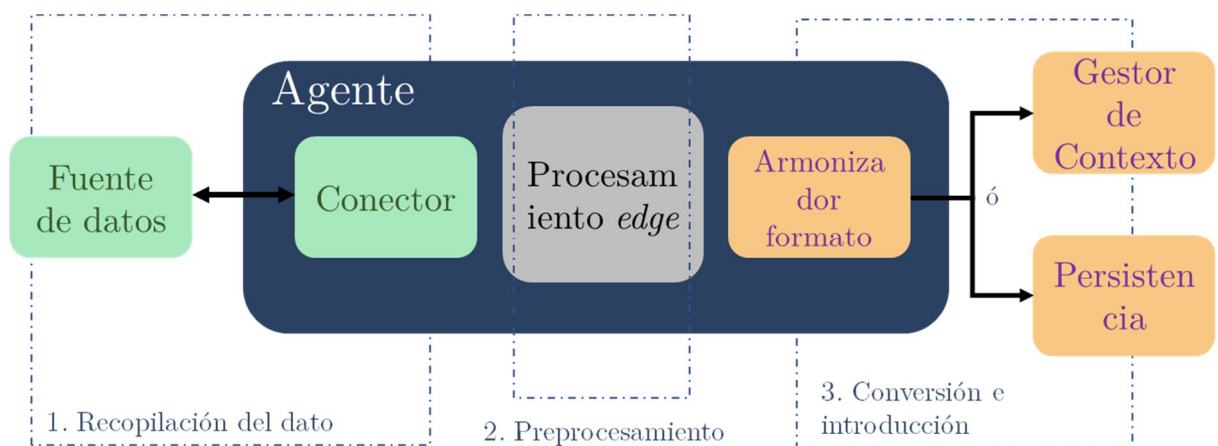 Agente
Fuente
de datos
Conector
Procesam
iento edge
Armoniza
dor
formato
Gestor
de
Contexto
ó
Persisten
cia
1. Recopilación del dato
2. Preprocesamiento
3. Conversión e
introducción